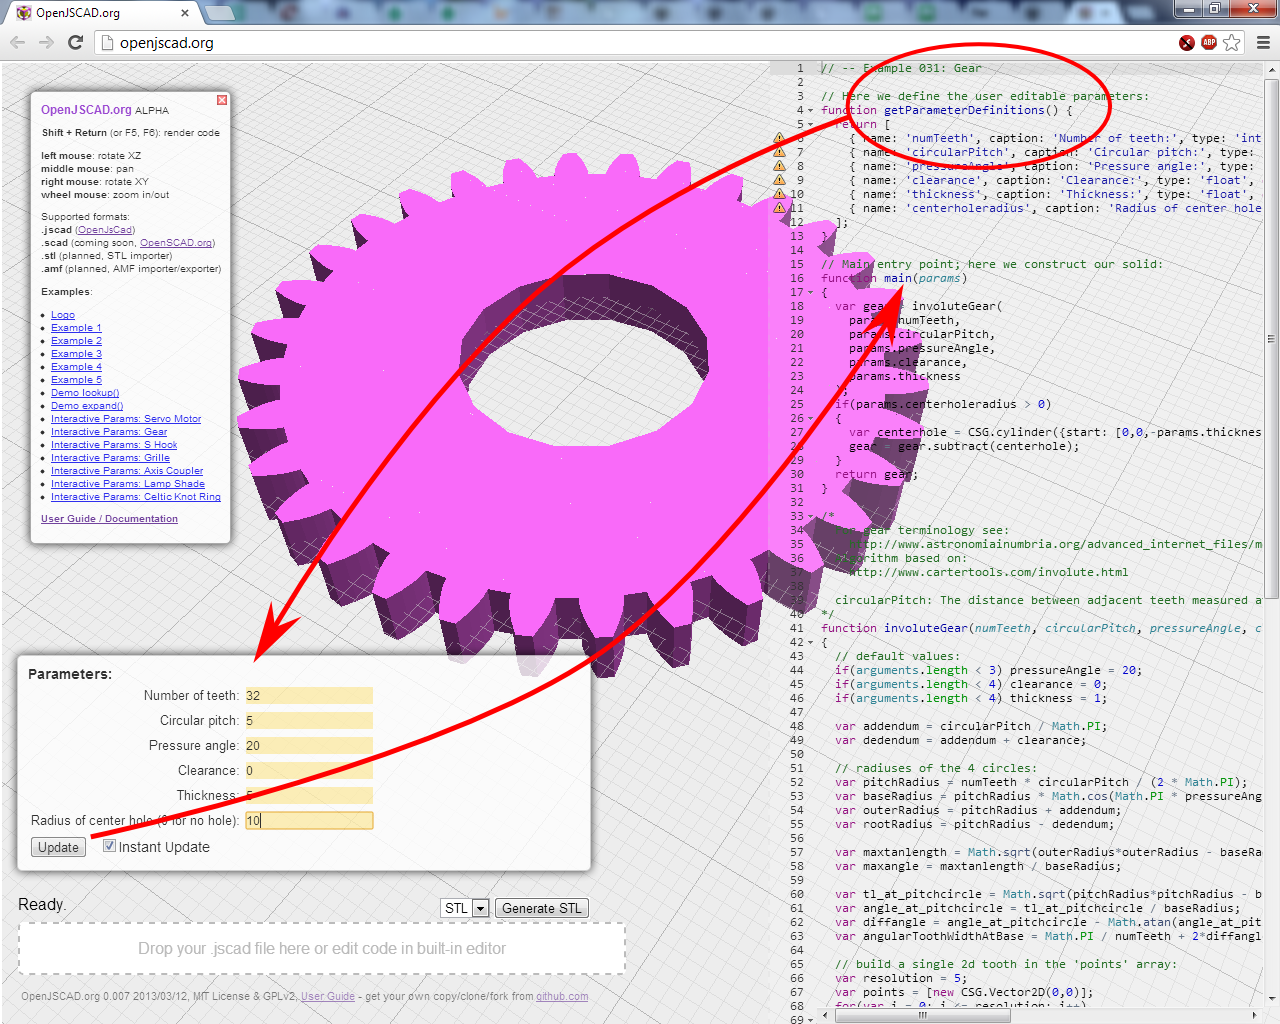 OpenJSCAD.org
openjscad.org
ABP
OpenJSCAD.org ALPHA
Shift + Return (or F5, F6): render code
left mouse: rotate XZ
middle mouse: pan
right mouse: rotate XY
wheel mouse: zoom in/out
Supported formats:
.jscad (OpenJsCad)
.scad (coming soon, OpenSCAD.org)
.stl (planned, STL importer)
.amf (planned, AMF importer/exporter)
Examples:
Logo
Example 1
Example 2
Example 3
Example 4
Example 5
Demo lookup()
Demo expand()
Interactive Params: Servo Motor
Interactive Params: Gear
Interactive Params: S Hook
Interactive Params: Grille
Interactive Params: Axis Coupler
Interactive Params: Lamp Shade
Interactive Params: Celtic Knot Ring
User Guide / Documentation
Parameters:
Number of teeth: 32
Circular pitch: 5
Pressure angle: 20
Clearance: 0
Thickness: 5
Radius of center hole (0 for no hole): 10
Update
Instant Update
Ready.
STL
Generate STL
Drop your .jscad file here or edit code in built-in editor
OpenJSCAD.org 0.007 2013/03/12, MIT License & GPLv2, User Guide - get your own copy/clone/fork from github.com
1 // -- Example 031: Gear
2
3 // Here we define the user editable parameters:
4 function getParameterDefinitions() {
5 return [
6 { name: 'numTeeth', caption: 'Number of teeth:', type: 'int
7 { name: 'circularPitch', caption: 'Circular pitch:', type:
8 { name: 'pressureAngle', caption: 'Pressure angle:', type:
9 { name: 'clearance', caption: 'Clearance:', type: 'float',
10 { name: 'thickness', caption: 'Thickness:', type: 'float',
11 { name: 'centerholeradius', caption: 'Radius of center hole
12 ];
13 }
14
15 // Main entry point; here we construct our solid:
16 function main(params)
17 {
18 var gear = involuteGear(
19 params.numTeeth,
20 params.circularPitch,
21 params.pressureAngle,
22 params.clearance,
23 params.thickness
24 );
25 if(params.centerholeradius > 0)
26 {
27 var centerhole = CSG.cylinder({start: [0,0,-params.thicknes
28 gear = gear.subtract(centerhole);
29 }
30 return gear;
31 }
32
33 /*
34 For gear terminology see:
35 http://www.astronomiainumbria.org/advanced_internet_files/m
36 Algorithm based on:
37 http://www.cartertools.com/involute.html
38
39 circularPitch: The distance between adjacent teeth measured a
40 */
41 function involuteGear(numTeeth, circularPitch, pressureAngle, c
42 {
43 // default values:
44 if(arguments.length < 3) pressureAngle = 20;
45 if(arguments.length < 4) clearance = 0;
46 if(arguments.length < 4) thickness = 1;
47
48 var addendum = circularPitch / Math.PI;
49 var dedendum = addendum + clearance;
50
51 // radiuses of the 4 circles:
52 var pitchRadius = numTeeth * circularPitch / (2 * Math.PI);
53 var baseRadius = pitchRadius * Math.cos(Math.PI * pressureAng
54 var outerRadius = pitchRadius + addendum;
55 var rootRadius = pitchRadius - dedendum;
56
57 var maxtanlength = Math.sqrt(outerRadius*outerRadius - baseRa
58 var maxangle = maxtanlength / baseRadius;
59
60 var tl_at_pitchcircle = Math.sqrt(pitchRadius*pitchRadius - b
61 var angle_at_pitchcircle = tl_at_pitchcircle / baseRadius;
62 var diffangle = angle_at_pitchcircle - Math.atan(angle_at_pit
63 var angularToothWidthAtBase = Math.PI / numTeeth + 2*diffangl
64
65 // build a single 2d tooth in the 'points' array:
66 var resolution = 5;
67 var points = [new CSG.Vector2D(0,0)];
68 for(var i = 0; i <= resolution; i++)
69